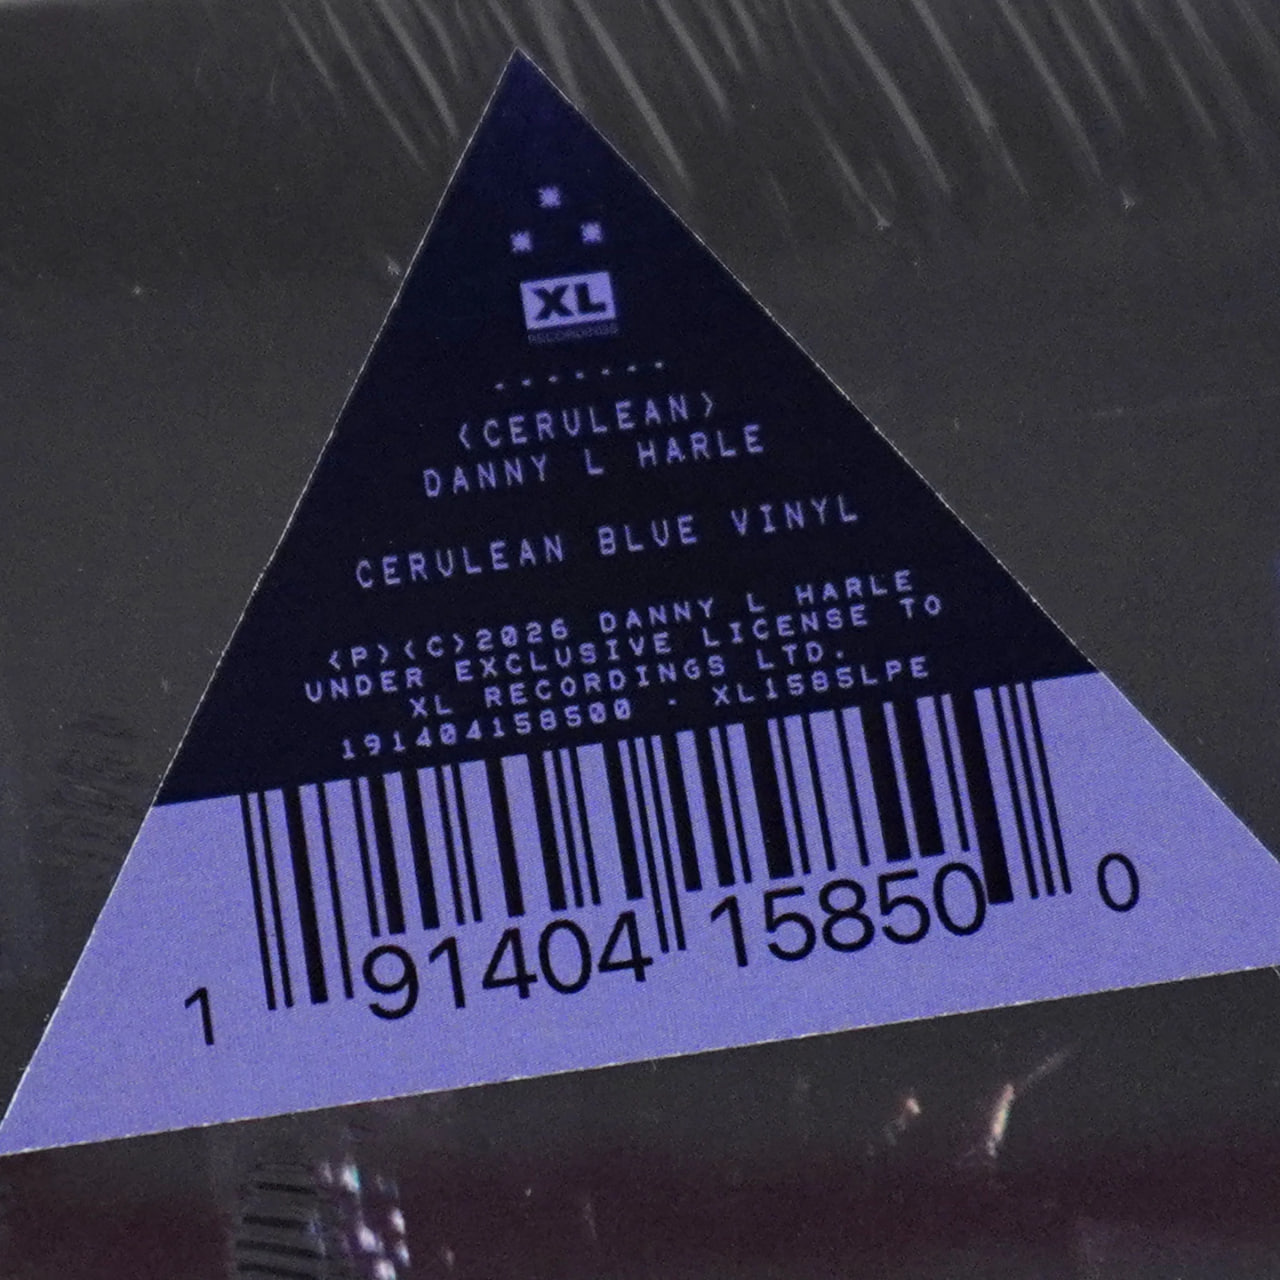 XL
RECORDINGS
<CERULEAN>
DANNY L HARLE
CERULEAN BLUE VINYL
<P><C>2026 DANNY L HARLE
UNDER EXCLUSIVE LICENSE TO
XL RECORDINGS LTD.
191404158500 - XL1585LPE
1 91404 15850 0